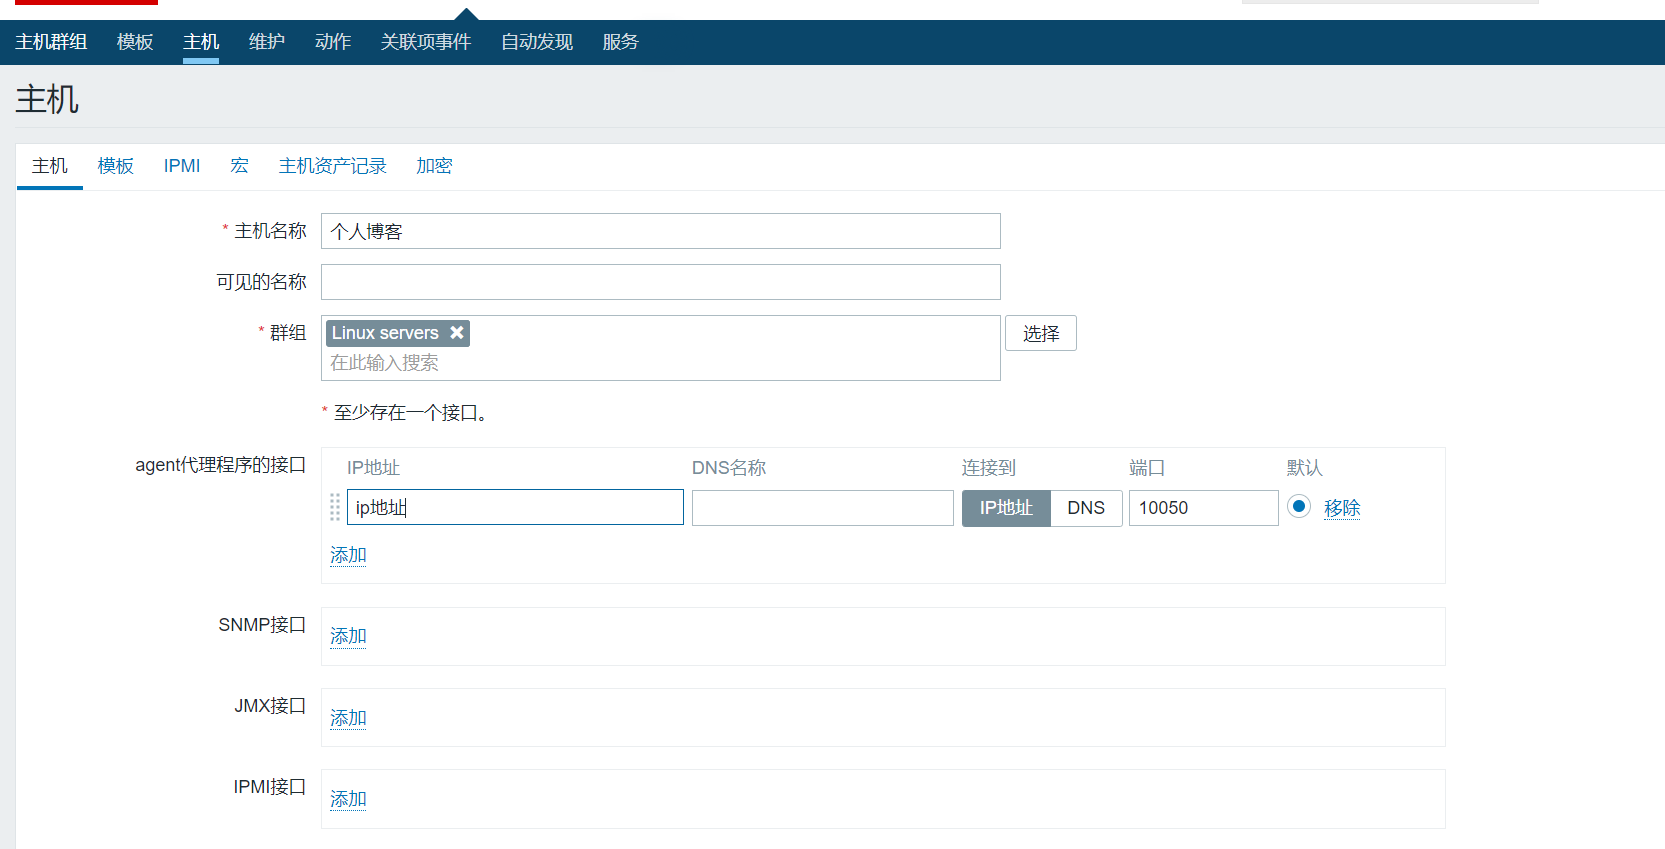 主机群组 模板 主机 维护 动作 关联项事件 自动发现 服务
主机
主机 模板 IPMI 宏 主机资产记录 加密
* 主机名称 个人博客
可见的名称
* 群组 Linux servers 选择
在此输入搜索
* 至少存在一个接口。
agent代理程序的接口 IP地址 DNS名称 连接到 端口 默认
ip地址 IP地址 DNS 10050 移除
添加
SNMP接口 添加
JMX接口 添加
IPMI接口 添加